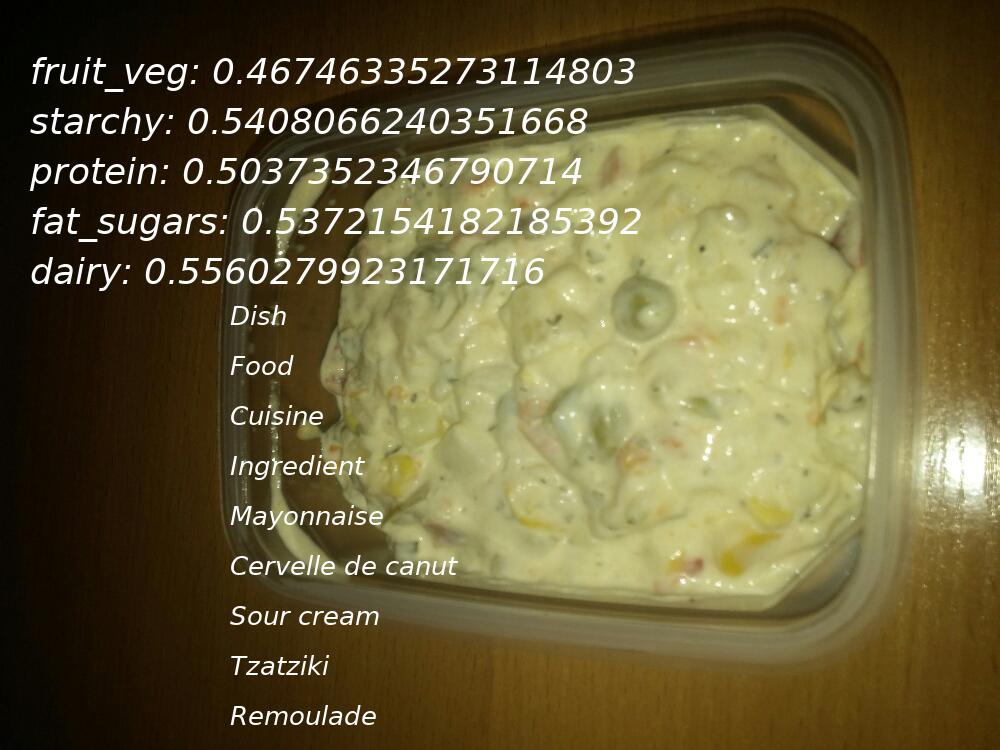 fruit_veg: 0.46746335273114803
starchy: 0.5408066240351668
protein: 0.5037352346790714
fat_sugars: 0.5372154182185392
dairy: 0.5560279923171716
Dish
Food
Cuisine
Ingredient
Mayonnaise
Cervelle de canut
Sour cream
Tzatziki
Remoulade